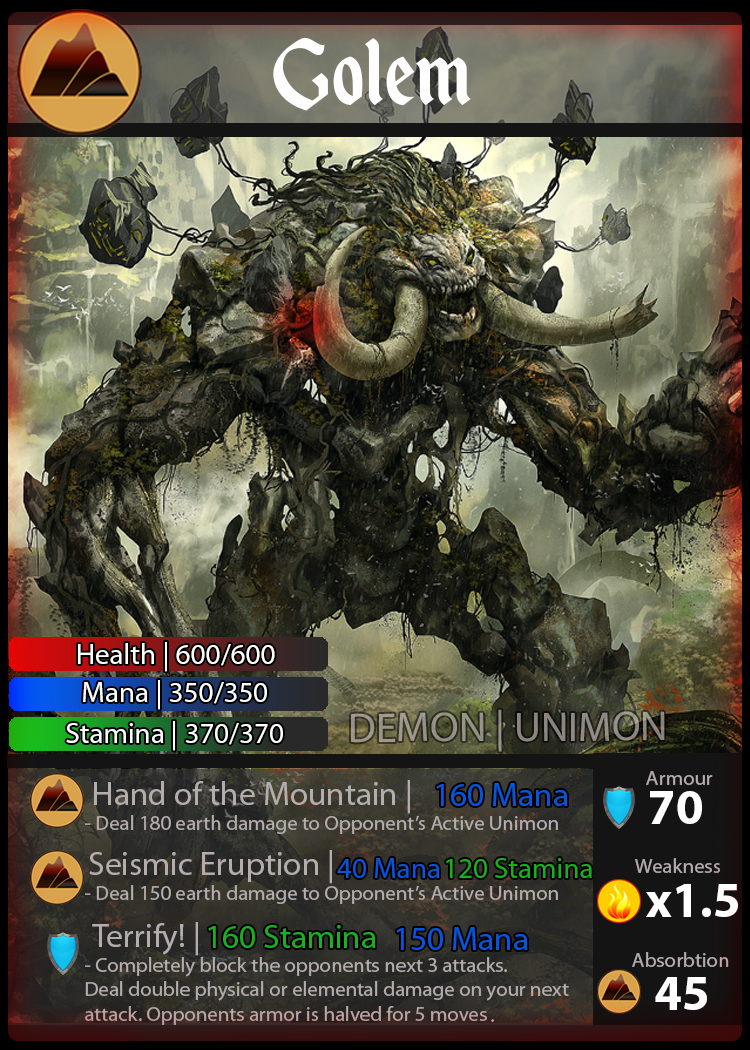 Golem
Health | 600/600
Mana | 350/350
Stamina | 370/370
DEMON | UNIMON
Hand of the Mountain | 160 Mana
- Deal 180 earth damage to Opponent's Active Unimon
Seismic Eruption | 40 Mana 120 Stamina
- Deal 150 earth damage to Opponent's Active Unimon
Terrify! | 160 Stamina 150 Mana
- Completely block the opponents next 3 attacks.
Deal double physical or elemental damage on your next
attack. Opponents armor is halved for 5 moves.
Armour
70
Weakness
x1.5
Absorbtion
45